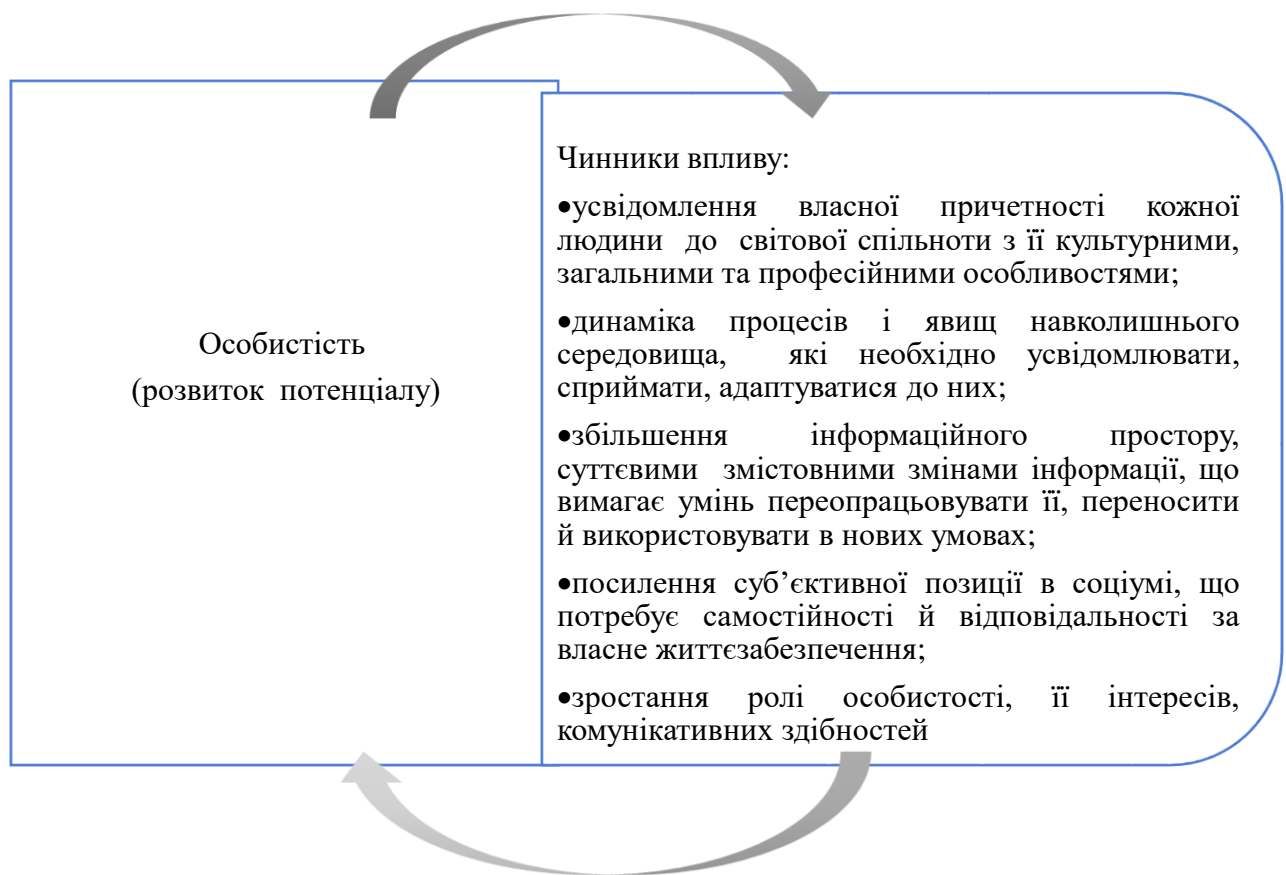 Особистість
(розвиток потенціалу)
Чинники впливу:
•усвідомлення власної причетності кожної
людини до світової спільноти з її культурними,
загальними та професійними особливостями;
•динаміка процесів і явищ навколишнього
середовища, які необхідно усвідомлювати,
сприймати, адаптуватися до них;
•збільшення інформаційного простору,
суттєвими змістовними змінами інформації, що
вимагає умінь переопрацьовувати її, переносити
й використовувати в нових умовах;
•посилення суб’єктивної позиції в соціумі, що
потребує самостійності й відповідальності за
власне життєзабезпечення;
•зростання ролі особистості, її інтересів,
комунікативних здібностей